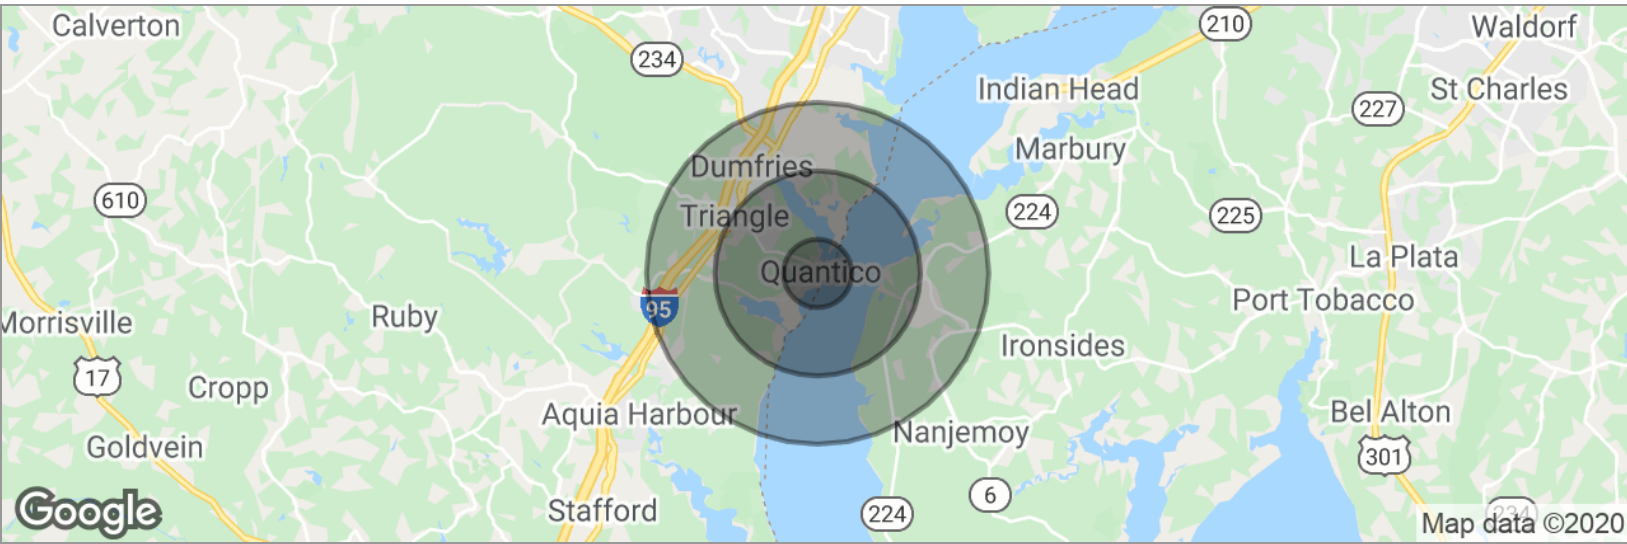 Calverton
210
Waldorf
234
Indian Head
St Charles
227
Marbury
Dumfries
610
Triangle
224
225
La Plata
Quantico
Port Tobacco
95
Morrisville
Ruby
Ironsides
17
Cropp
Aquia Harbour
Bel Alton
Nanjemoy
Goldvein
301
6
Google
Stafford
224
234
Map data ©2020